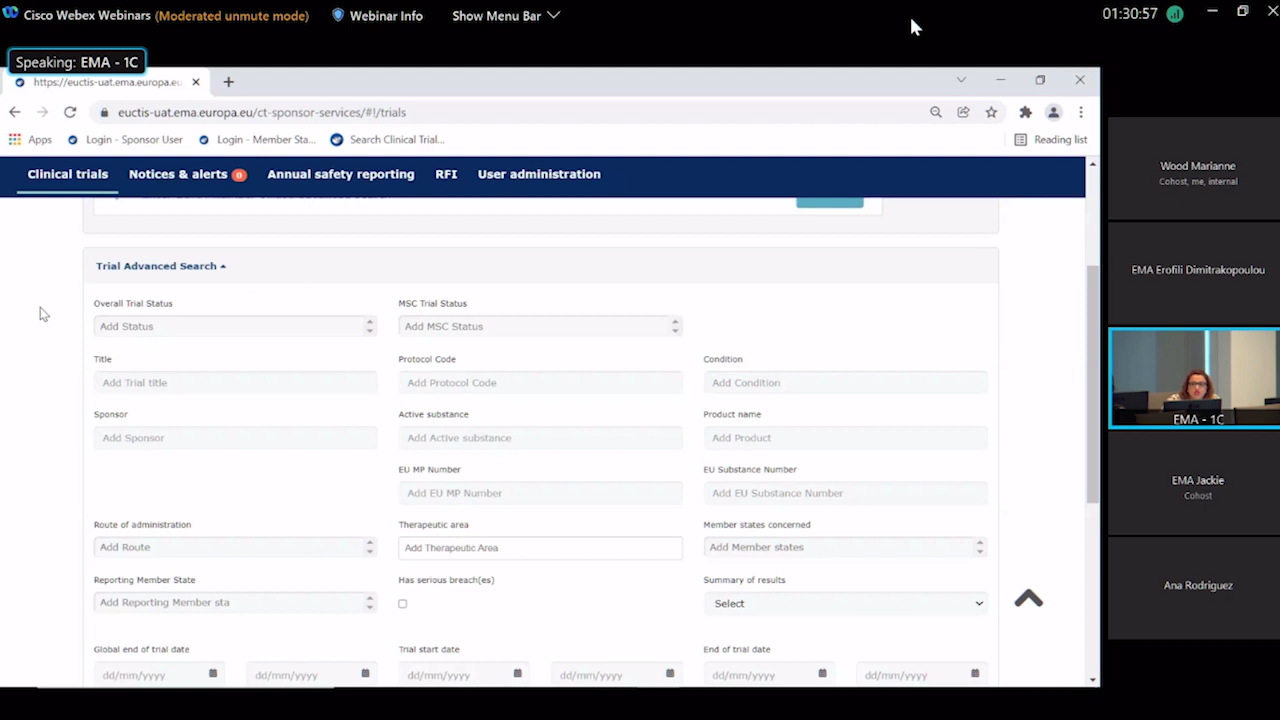 Cisco Webex Webinars (Moderated unmute mode) Webinar Info Show Menu Bar 01:30:57
Speaking: EMA - 1C
https://euctis-uat.ema.europa.eu
euctis-uat.ema.europa.eu/ct-sponsor-services/#!/trials
Apps Login - Sponsor User Login - Member Sta... Search Clinical Trial... Reading list
Clinical trials Notices & alerts 0 Annual safety reporting RFI User administration
Trial Advanced Search
Overall Trial Status MSC Trial Status
Add Status Add MSC Status
Title Protocol Code Condition
Add Trial title Add Protocol Code Add Condition
Sponsor Active substance Product name
Add Sponsor Add Active substance Add Product
EU MP Number EU Substance Number
Add EU MP Number Add EU Substance Number
Route of administration Therapeutic area Member states concerned
Add Route Add Therapeutic Area Add Member states
Reporting Member State Has serious breach(es) Summary of results
Add Reporting Member sta Select
Global end of trial date Trial start date End of trial date
dd/mm/yyyy dd/mm/yyyy dd/mm/yyyy dd/mm/yyyy dd/mm/yyyy dd/mm/yyyy
Wood Marianne
Cohost, me, internal
EMA Erofili Dimitrakopoulou
EMA - 1C
EMA Jackie
Cohost
Ana Rodriguez